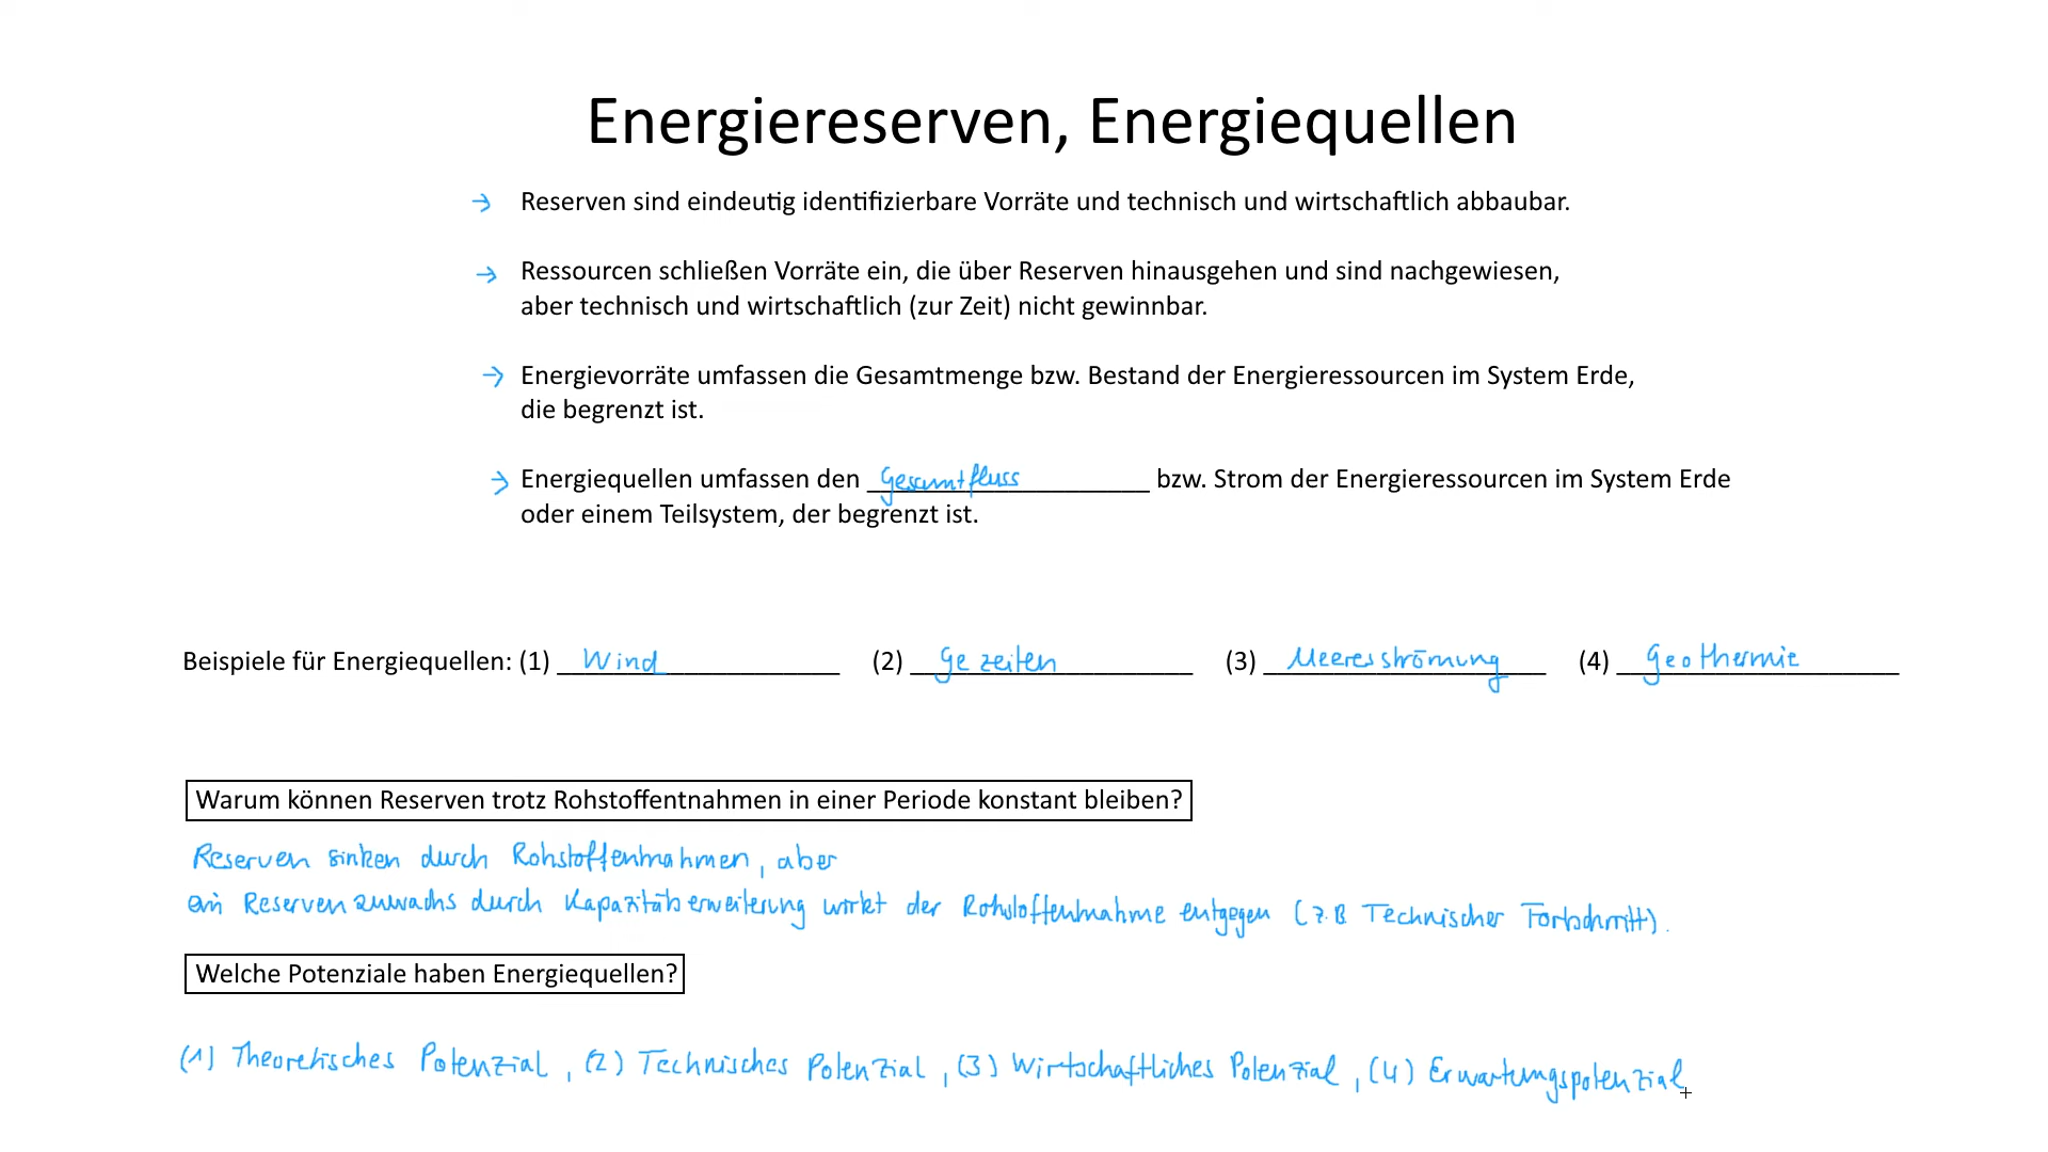 Energiereserven, Energiequellen
→ Reserven sind eindeutig identifizierbare Vorräte und technisch und wirtschaftlich abbaubar.
→ Ressourcen schließen Vorräte ein, die über Reserven hinausgehen und sind nachgewiesen,
aber technisch und wirtschaftlich (zur Zeit) nicht gewinnbar.
→ Energievorräte umfassen die Gesamtmenge bzw. Bestand der Energieressourcen im System Erde,
die begrenzt ist.
→ Energiequellen umfassen den Gesamtfluss bzw. Strom der Energieressourcen im System Erde
oder einem Teilsystem, der begrenzt ist.
Beispiele für Energiequellen: (1) Wind (2) Gezeiten (3) Meeresströmung (4) Geothermie
Warum können Reserven trotz Rohstoffentnahmen in einer Periode konstant bleiben?
Reserven sinken durch Rohstoffentnahmen, aber
ein Reservenzuwachs durch Kapazitätserweiterung wirkt der Rohstoffentnahme entgegen (z.B Technischer Fortschritt).
Welche Potenziale haben Energiequellen?
(1) Theoretisches Potenzial, (2) Technisches Potenzial, (3) Wirtschaftliches Potenzial, (4) Erwartungspotenzial